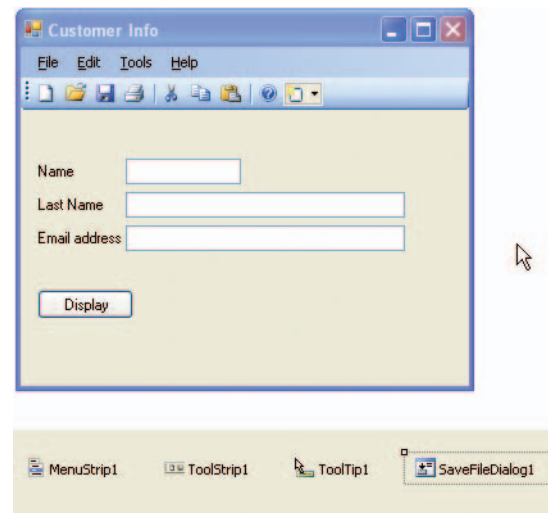 Customer Info
File Edit Tools Help
Name
Last Name
Email address
Display
MenuStrip1 ToolStrip1 ToolTip1 SaveFileDialog1